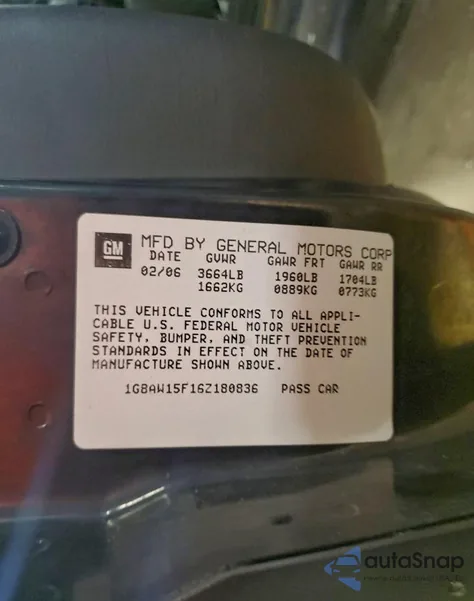 GM
MFD BY GENERAL MOTORS CORP
DATE GVWR GAWR FRT GAWR RR
02/06 3664LB 1960LB 1704LB
1662KG 0889KG 0773KG
THIS VEHICLE CONFORMS TO ALL APPLI-
CABLE U.S. FEDERAL MOTOR VEHICLE
SAFETY, BUMPER, AND THEFT PREVENTION
STANDARDS IN EFFECT ON THE DATE OF
MANUFACTURE SHOWN ABOVE.
1G8AW15F16Z180836 PASS CAR
autoSnap